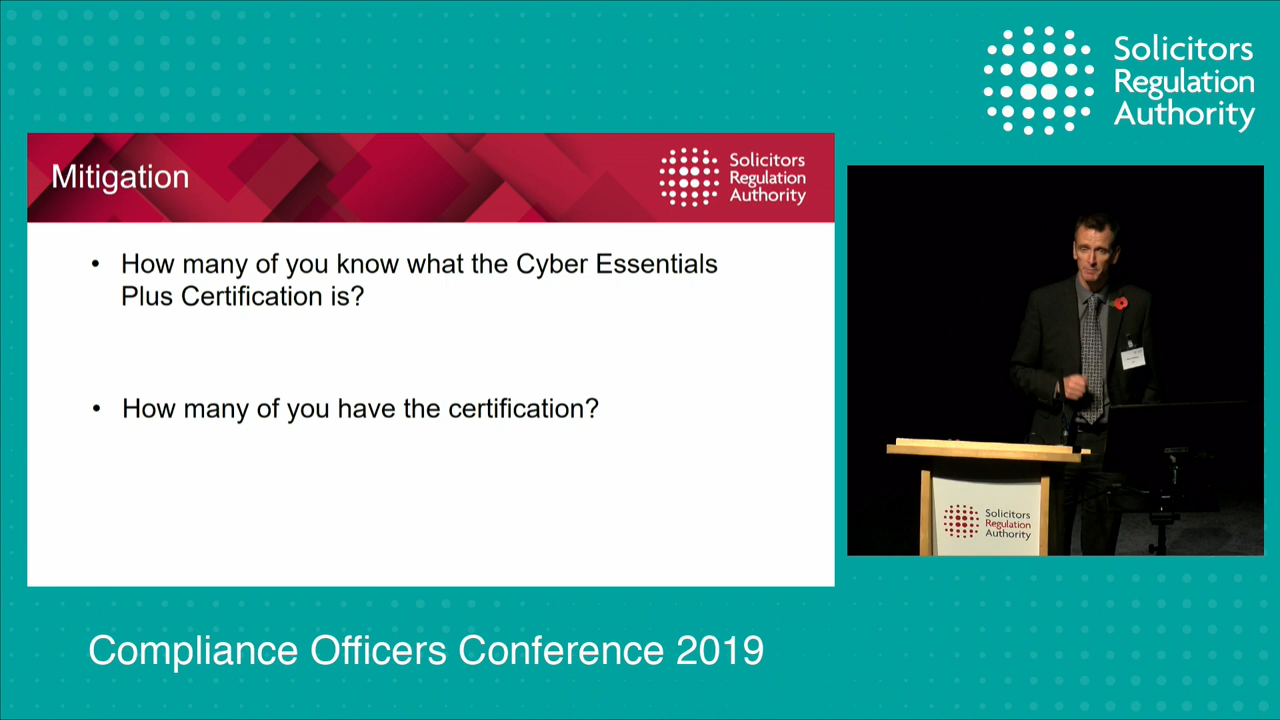 Solicitors
Regulation
Authority
Mitigation
Solicitors
Regulation
Authority
• How many of you know what the Cyber Essentials
Plus Certification is?
• How many of you have the certification?
Solicitors
Regulation
Authority
Compliance Officers Conference 2019